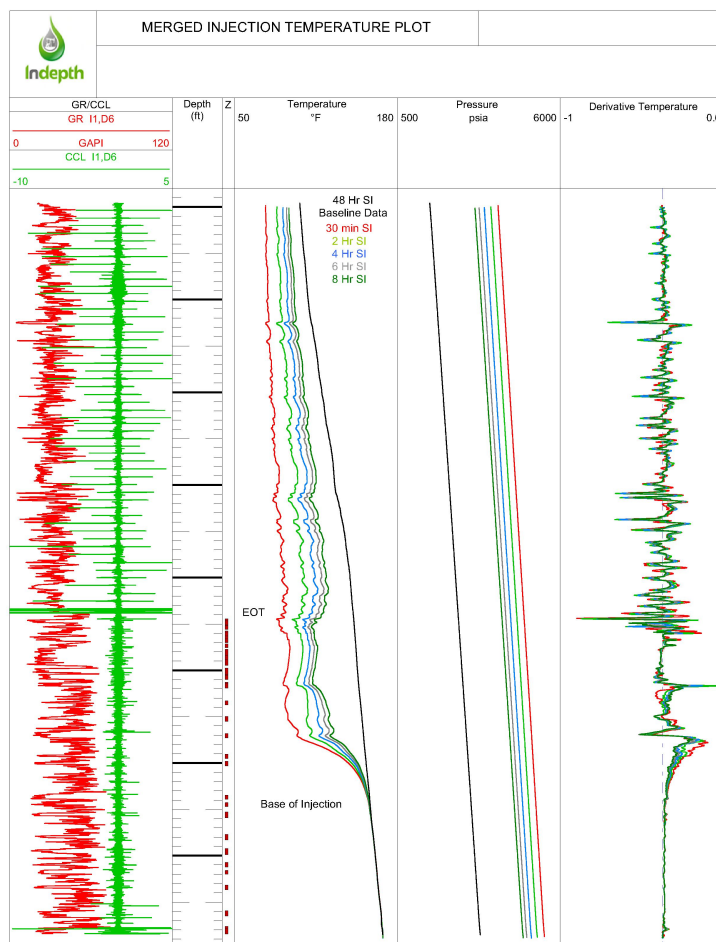 MERGED INJECTION TEMPERATURE PLOT
Indepth
GR/CCL
GR I1,D6
0 GAPI 120
CCL I1,D6
-10 5
Depth
(ft)
Z
Temperature
50 °F 180
Pressure
500 psia 6000
Derivative Temperature
-1 0.0
48 Hr SI
Baseline Data
30 min SI
2 Hr SI
4 Hr SI
6 Hr SI
8 Hr SI
EOT
Base of Injection